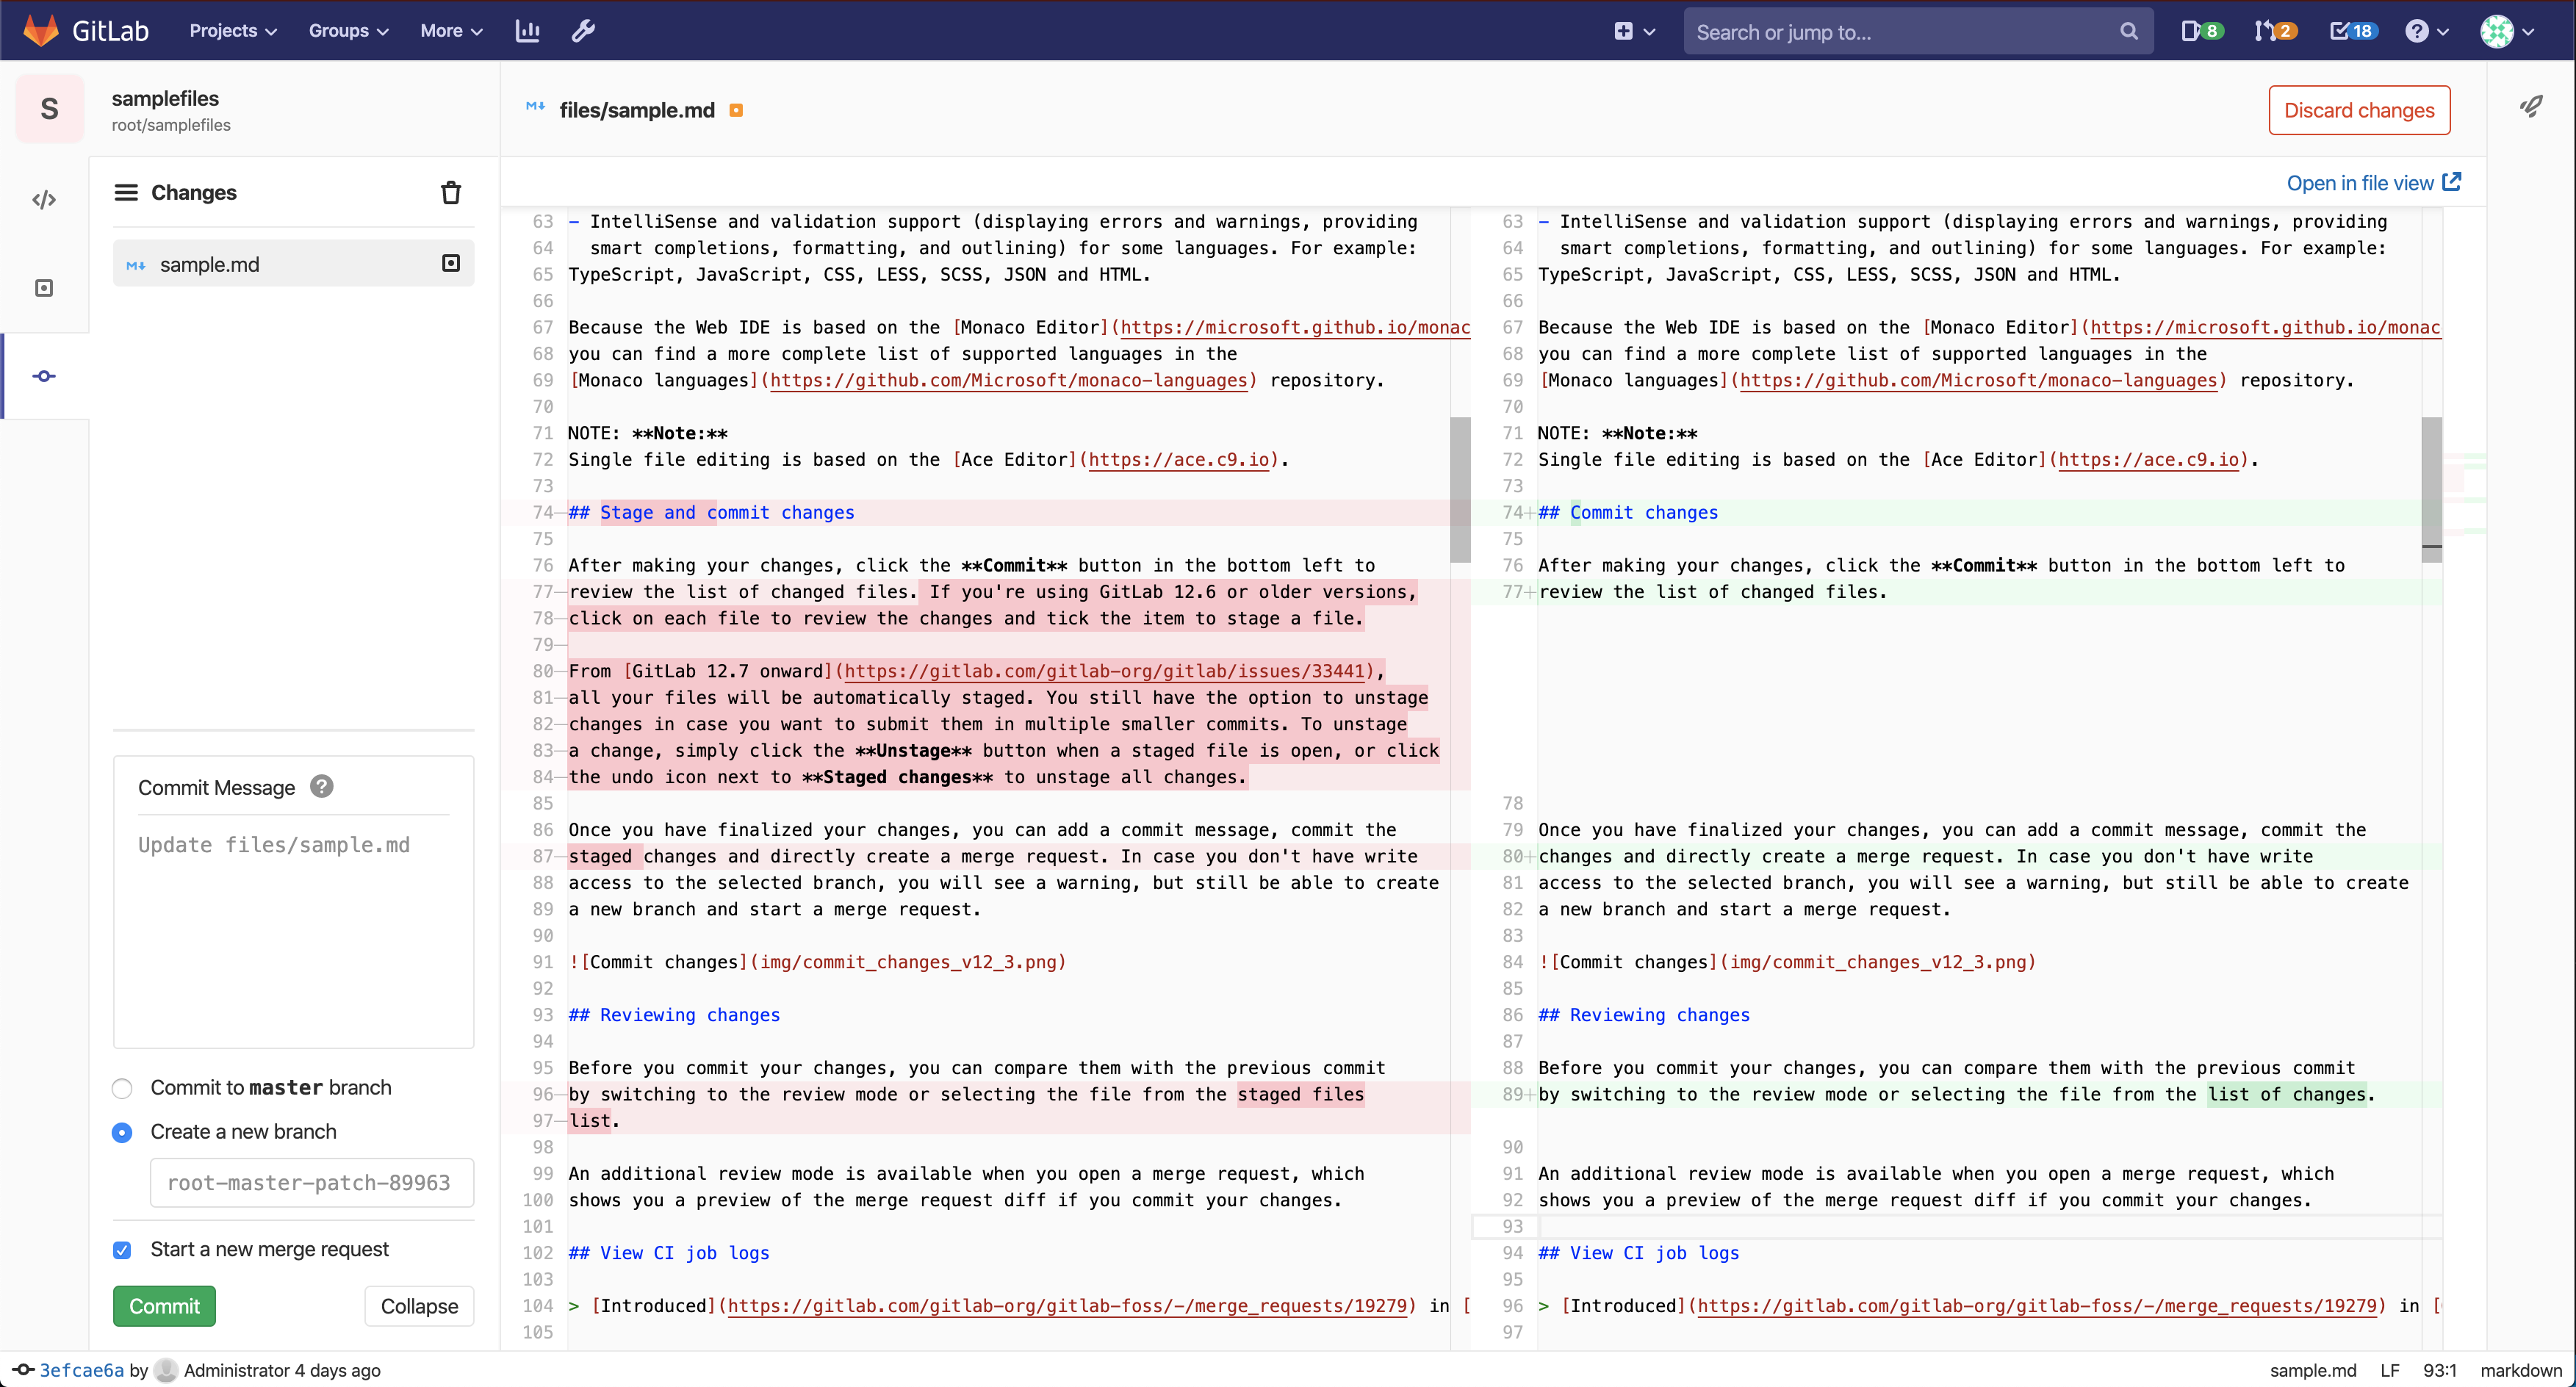 GitLab Projects Groups More Search or jump to... 8 2 18
S
samplefiles
root/samplefiles
files/sample.md
Discard changes
Changes
sample.md
Open in file view
63 - IntelliSense and validation support (displaying errors and warnings, providing
64 smart completions, formatting, and outlining) for some languages. For example:
65 TypeScript, JavaScript, CSS, LESS, SCSS, JSON and HTML.
66
67 Because the Web IDE is based on the [Monaco Editor](https://microsoft.github.io/monac
68 you can find a more complete list of supported languages in the
69 [Monaco languages](https://github.com/Microsoft/monaco-languages) repository.
70
71 NOTE: **Note:**
72 Single file editing is based on the [Ace Editor](https://ace.c9.io).
73
74- ## Stage and commit changes
75
76 After making your changes, click the **Commit** button in the bottom left to
77- review the list of changed files. If you're using GitLab 12.6 or older versions,
78- click on each file to review the changes and tick the item to stage a file.
79-
80- From [GitLab 12.7 onward](https://gitlab.com/gitlab-org/gitlab/issues/33441),
81- all your files will be automatically staged. You still have the option to unstage
82- changes in case you want to submit them in multiple smaller commits. To unstage
83- a change, simply click the **Unstage** button when a staged file is open, or click
84- the undo icon next to **Staged changes** to unstage all changes.
85
86 Once you have finalized your changes, you can add a commit message, commit the
87- staged changes and directly create a merge request. In case you don't have write
88 access to the selected branch, you will see a warning, but still be able to create
89 a new branch and start a merge request.
90
91 ![Commit changes](img/commit_changes_v12_3.png)
92
93 ## Reviewing changes
94
95 Before you commit your changes, you can compare them with the previous commit
96- by switching to the review mode or selecting the file from the staged files
97- list.
98
99 An additional review mode is available when you open a merge request, which
100 shows you a preview of the merge request diff if you commit your changes.
101
102 ## View CI job logs
103
104 > [Introduced](https://gitlab.com/gitlab-org/gitlab-foss/-/merge_requests/19279) in [
105
63 - IntelliSense and validation support (displaying errors and warnings, providing
64 smart completions, formatting, and outlining) for some languages. For example:
65 TypeScript, JavaScript, CSS, LESS, SCSS, JSON and HTML.
66
67 Because the Web IDE is based on the [Monaco Editor](https://microsoft.github.io/monac
68 you can find a more complete list of supported languages in the
69 [Monaco languages](https://github.com/Microsoft/monaco-languages) repository.
70
71 NOTE: **Note:**
72 Single file editing is based on the [Ace Editor](https://ace.c9.io).
73
74+ ## Commit changes
75
76 After making your changes, click the **Commit** button in the bottom left to
77+ review the list of changed files.
78
79 Once you have finalized your changes, you can add a commit message, commit the
80+ changes and directly create a merge request. In case you don't have write
81 access to the selected branch, you will see a warning, but still be able to create
82 a new branch and start a merge request.
83
84 ![Commit changes](img/commit_changes_v12_3.png)
85
86 ## Reviewing changes
87
88 Before you commit your changes, you can compare them with the previous commit
89+ by switching to the review mode or selecting the file from the list of changes.
90
91 An additional review mode is available when you open a merge request, which
92 shows you a preview of the merge request diff if you commit your changes.
93
94 ## View CI job logs
95
96 > [Introduced](https://gitlab.com/gitlab-org/gitlab-foss/-/merge_requests/19279) in [
97
Commit Message
Update files/sample.md
Commit to master branch
Create a new branch
root-master-patch-89963
Start a new merge request
Commit Collapse
3efcae6a by Administrator 4 days ago
sample.md LF 93:1 markdown